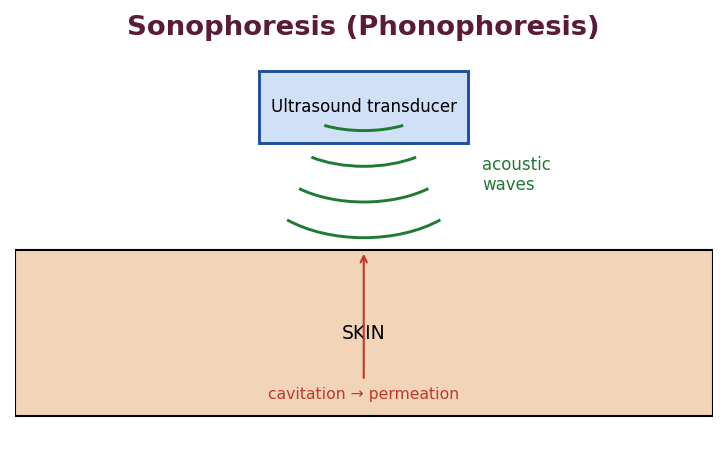 Sonophoresis (Phonophoresis)
Ultrasound transducer
acoustic
waves
SKIN
cavitation → permeation